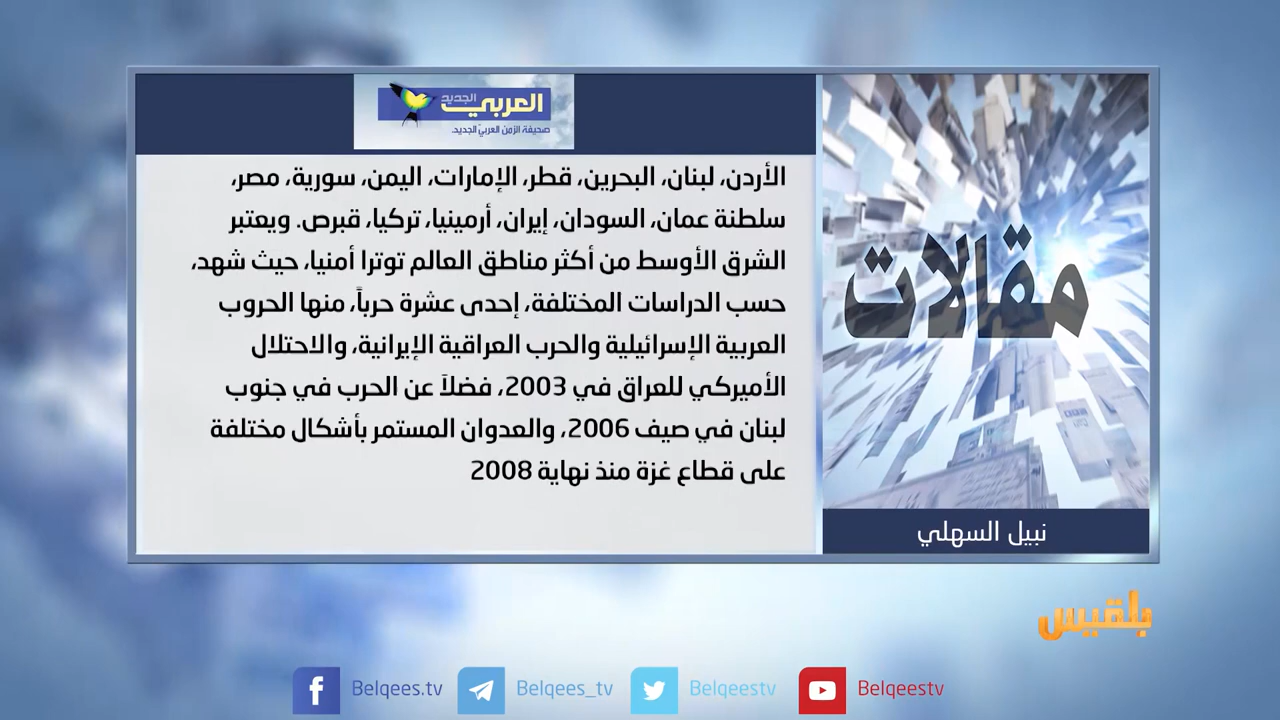 العربي الجديد
صحيفة الزمن العربي الجديد.
الأردن، لبنان، البحرين، قطر، الإمارات، اليمن، سورية، مصر،
سلطنة عمان، السودان، إيران، أرمينيا، تركيا، قبرص. ويعتبر
الشرق الأوسط من أكثر مناطق العالم توترا أمنيا، حيث شهد،
حسب الدراسات المختلفة، إحدى عشرة حرباً، منها الحروب
العربية الإسرائيلية والحرب العراقية الإيرانية، والاحتلال
الأميركي للعراق في 2003، فضلاً عن الحرب في جنوب
لبنان في صيف 2006، والعدوان المستمر بأشكال مختلفة
على قطاع غزة منذ نهاية 2008
مقالات
نبيل السهلي
بلقيس
Belqees.tv
Belqees_tv
Belqeestv
Belqeestv